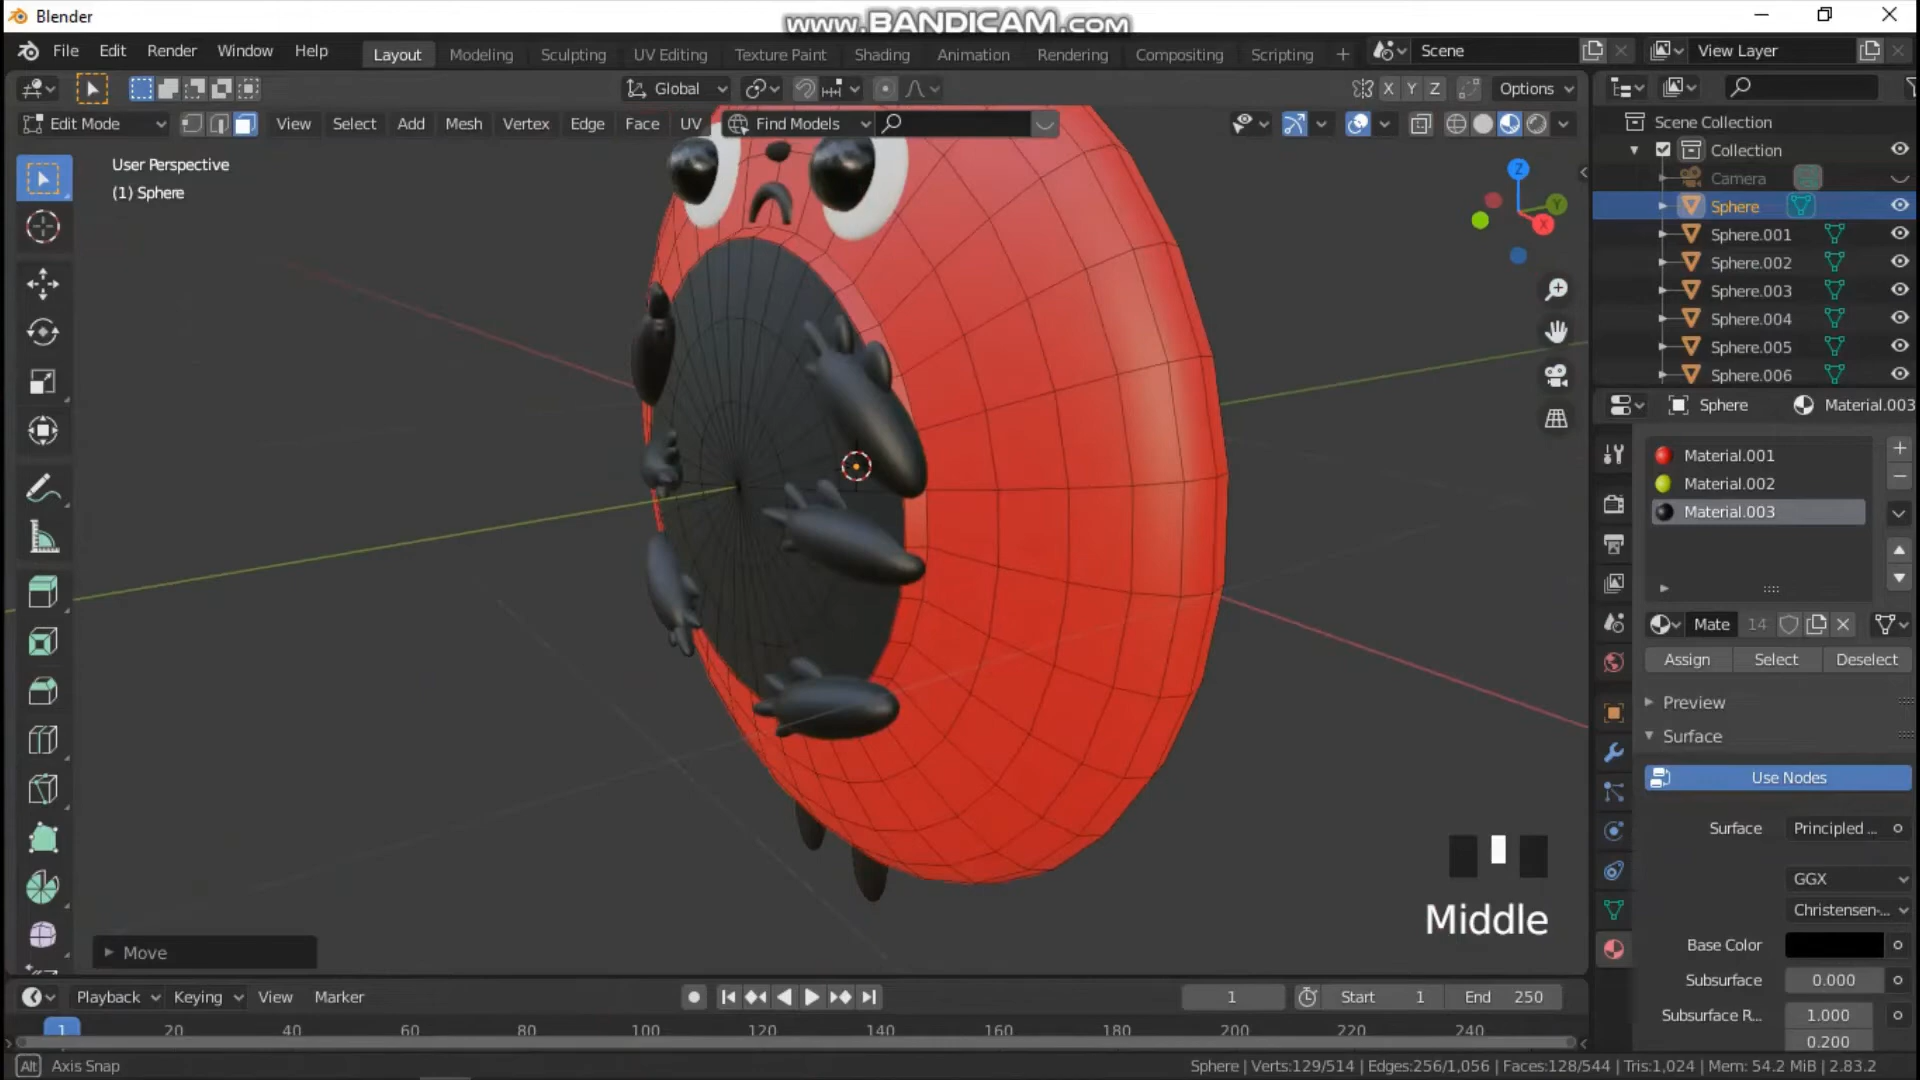 Blender
www.BANDICAM.com
File Edit Render Window Help
Layout Modeling Sculpting UV Editing Texture Paint Shading Animation Rendering Compositing Scripting +
Scene
View Layer
Global
X Y Z
Options
Edit Mode
View Select Add Mesh Vertex Edge Face UV
Find Models
User Perspective
(1) Sphere
Z
Y
X
Scene Collection
Collection
Camera
Sphere
Sphere.001
Sphere.002
Sphere.003
Sphere.004
Sphere.005
Sphere.006
Sphere
Material.003
Material.001
Material.002
Material.003
Mate 14
Assign Select Deselect
Preview
Surface
Use Nodes
Surface Principled ...
GGX
Christensen-...
Base Color
Subsurface 0.000
Subsurface R... 1.000
0.200
Middle
Move
Playback Keying View Marker
1
Start 1
End 250
1 20 40 60 80 100 120 140 160 180 200 220 240
Alt Axis Snap
Sphere | Verts:129/514 | Edges:256/1,056 | Faces:128/544 | Tris:1,024 | Mem: 54.2 MiB | 2.83.2